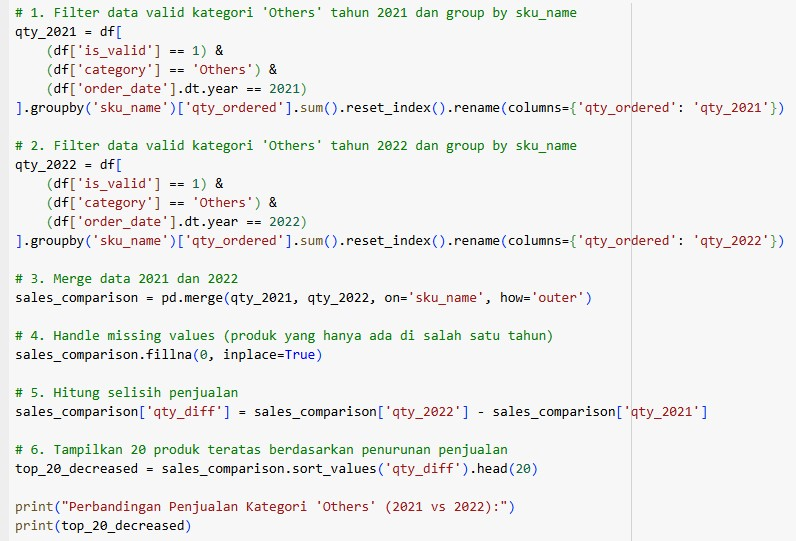 # 1. Filter data valid kategori 'Others' tahun 2021 dan group by sku_name
qty_2021 = df[
    (df['is_valid'] == 1) &
    (df['category'] == 'Others') &
    (df['order_date'].dt.year == 2021)
].groupby('sku_name')['qty_ordered'].sum().reset_index().rename(columns={'qty_ordered': 'qty_2021'})

# 2. Filter data valid kategori 'Others' tahun 2022 dan group by sku_name
qty_2022 = df[
    (df['is_valid'] == 1) &
    (df['category'] == 'Others') &
    (df['order_date'].dt.year == 2022)
].groupby('sku_name')['qty_ordered'].sum().reset_index().rename(columns={'qty_ordered': 'qty_2022'})

# 3. Merge data 2021 dan 2022
sales_comparison = pd.merge(qty_2021, qty_2022, on='sku_name', how='outer')

# 4. Handle missing values (produk yang hanya ada di salah satu tahun)
sales_comparison.fillna(0, inplace=True)

# 5. Hitung selisih penjualan
sales_comparison['qty_diff'] = sales_comparison['qty_2022'] - sales_comparison['qty_2021']

# 6. Tampilkan 20 produk teratas berdasarkan penurunan penjualan
top_20_decreased = sales_comparison.sort_values('qty_diff').head(20)

print("Perbandingan Penjualan Kategori 'Others' (2021 vs 2022):")
print(top_20_decreased)